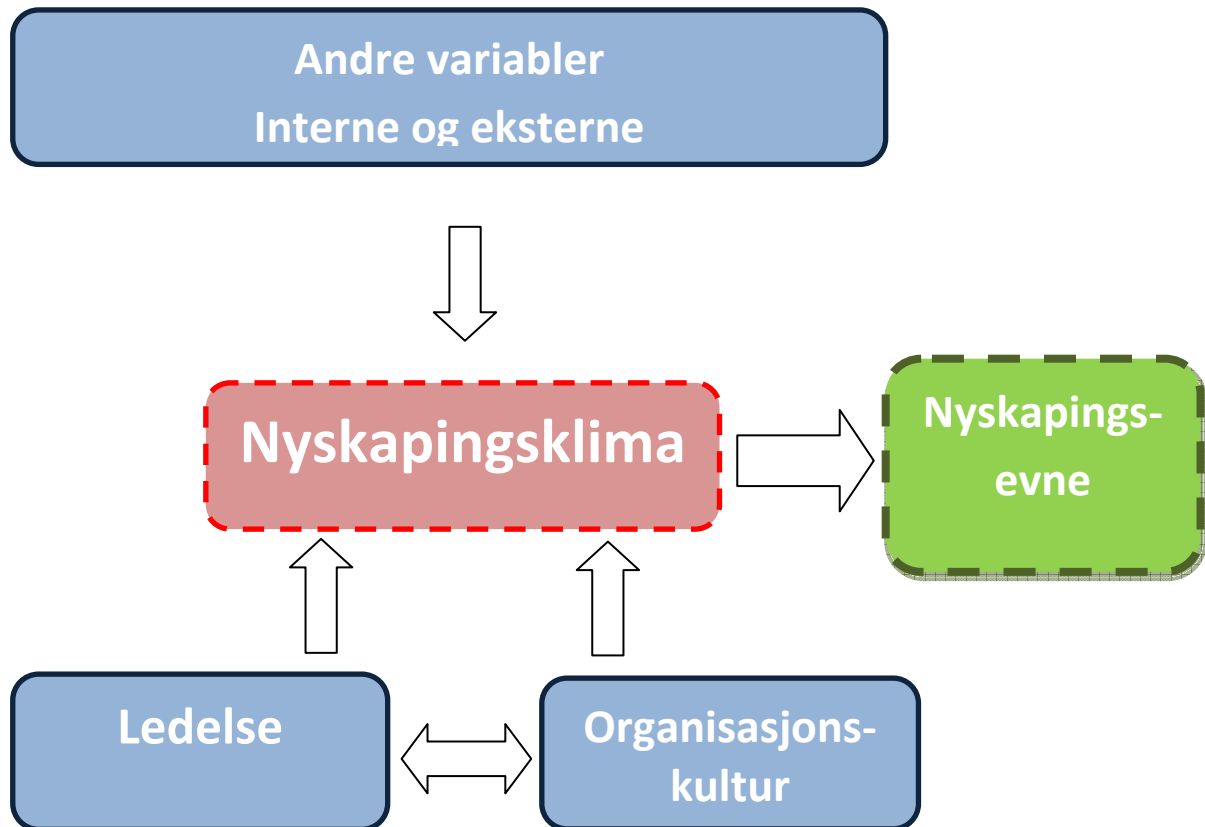 Andre variabler
Interne og eksterne
Nyskapingsklima
Nyskapings-
evne
Ledelse
Organisasjons-
kultur